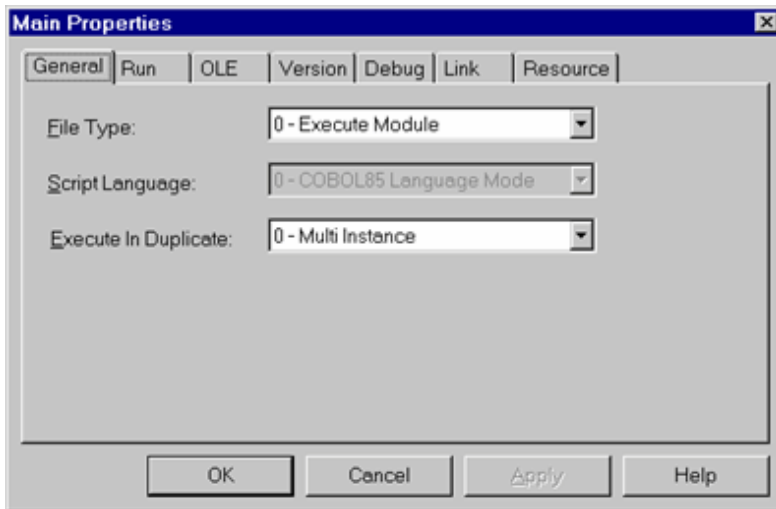 Main Properties
General Run OLE Version Debug Link Resource
File Type: 0 - Execute Module
Script Language: 0 - COBOL85 Language Mode
Execute In Duplicate: 0 - Multi Instance
OK Cancel Apply Help